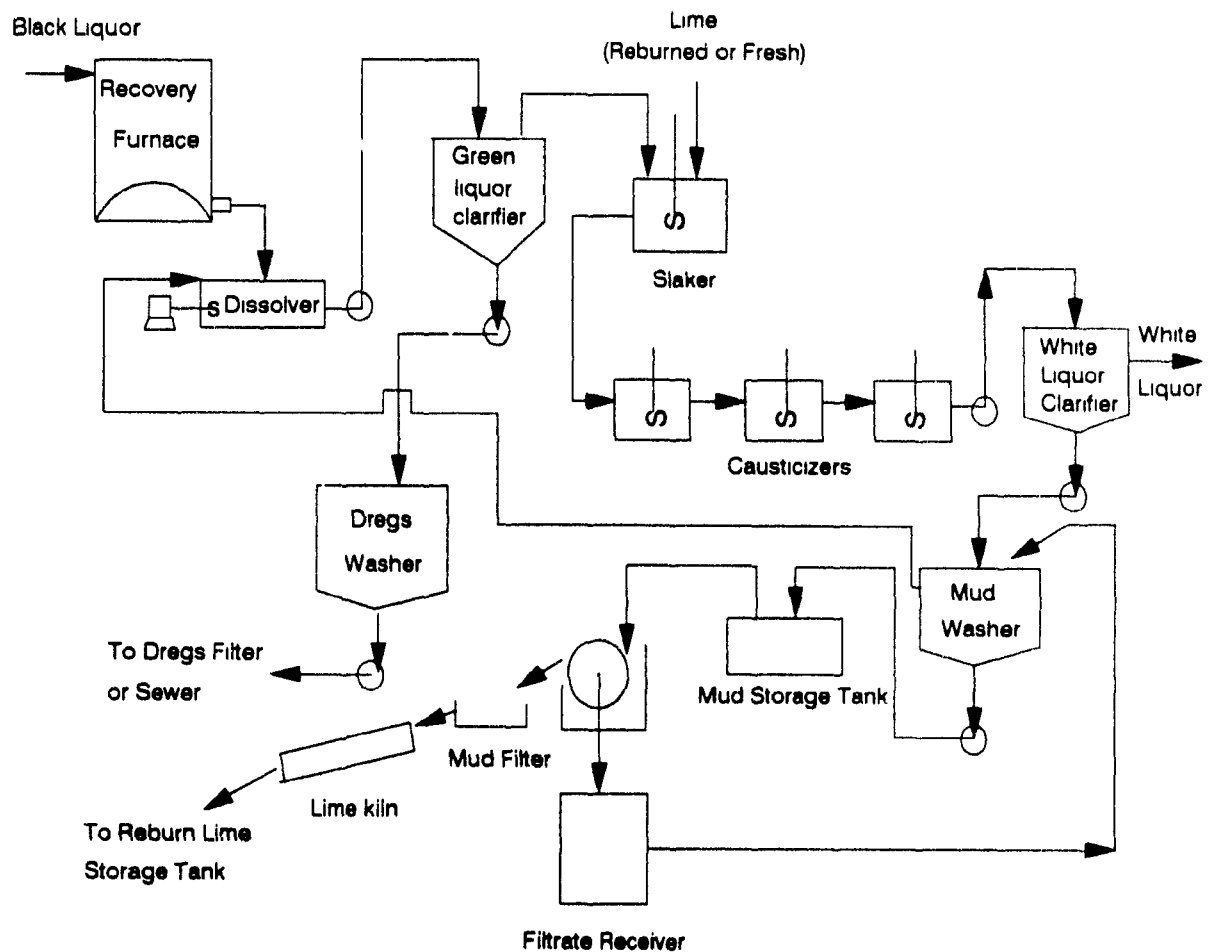 Black Liquor
Lime
(Reburned or Fresh)
Recovery
Furnace
Green
liquor
clarifier
S
Slaker
S Dissolver
White
Liquor
Clarifier
White
Liquor
S
S
S
Causticizers
Dregs
Washer
Mud
Washer
To Dregs Filter
or Sewer
Mud Storage Tank
Mud Filter
Lime kiln
To Reburn Lime
Storage Tank
Filtrate Receiver